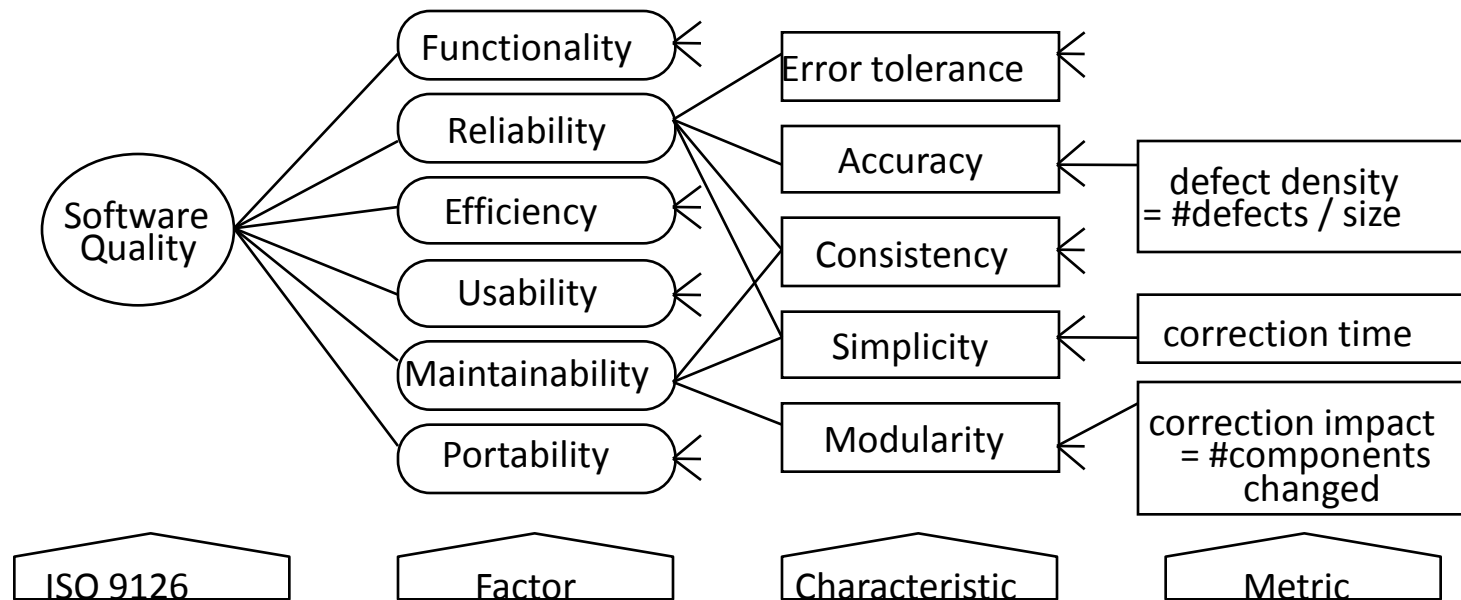 Software
Quality
Functionality
Reliability
Efficiency
Usability
Maintainability
Portability
Error tolerance
Accuracy
Consistency
Simplicity
Modularity
defect density
= #defects / size
correction time
correction impact
= #components
changed
ISO 9126
Factor
Characteristic
Metric